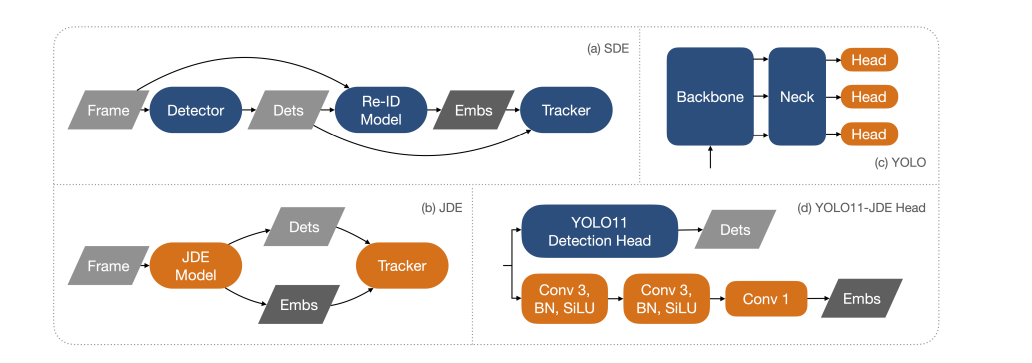 (a) SDE
Frame
Detector
Dets
Re-ID
Model
Embs
Tracker
Backbone
Neck
Head
Head
Head
(c) YOLO
(b) JDE
Frame
JDE
Model
Dets
Embs
Tracker
(d) YOLO11-JDE Head
YOLO11
Detection Head
Dets
Conv 3,
BN, SiLU
Conv 3,
BN, SiLU
Conv 1
Embs